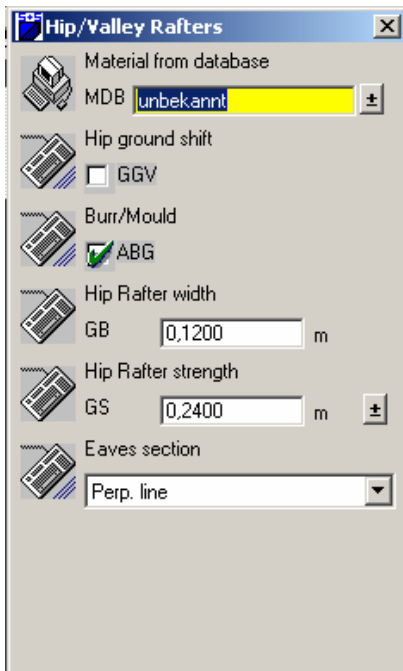 Hip/Valley Rafters
Material from database
MDB unbekannt ±
Hip ground shift
GGV
Burr/Mould
ABG
Hip Rafter width
GB 0,1200 m
Hip Rafter strength
GS 0,2400 m ±
Eaves section
Perp. line